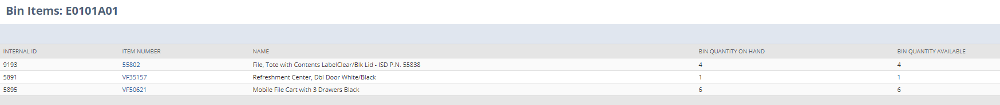 Bin Items: E0101A01
INTERNAL ID ITEM NUMBER NAME BIN QUANTITY ON HAND BIN QUANTITY AVAILABLE
9193 55802 File, Tote with Contents LabelClear/Blk Lid - ISD P.N. 55838 4 4
5891 VF35157 Refreshment Center, Dbl Door White/Black 1 1
5895 VF50621 Mobile File Cart with 3 Drawers Black 6 6